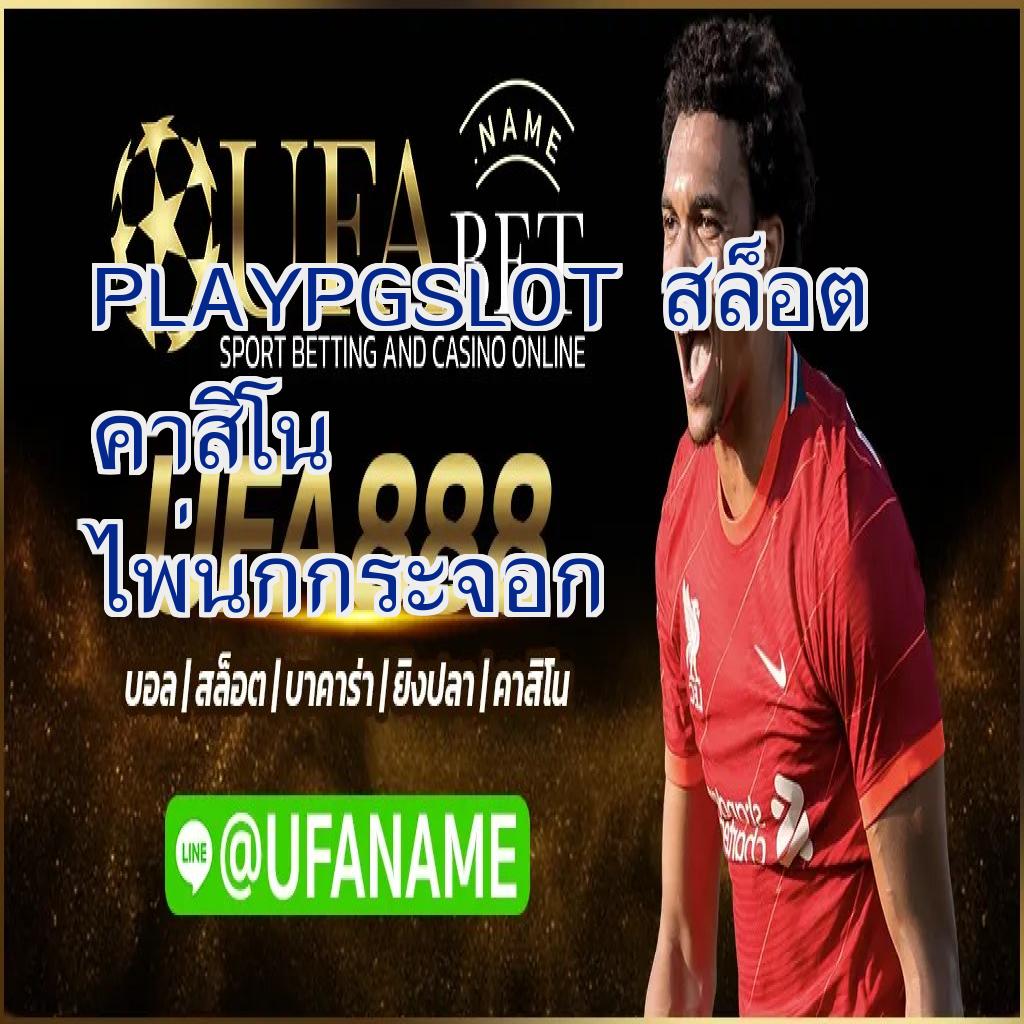 .NAME
UFA BET
PLAYPGSLOT สล็อต
SPORT BETTING AND CASINO ONLINE
คาสิโน
UFA888
ไพ่นกกระจอก
บอล | สล็อต | บาคาร่า | ยิงปลา | คาสิโน
LINE @UFANAME